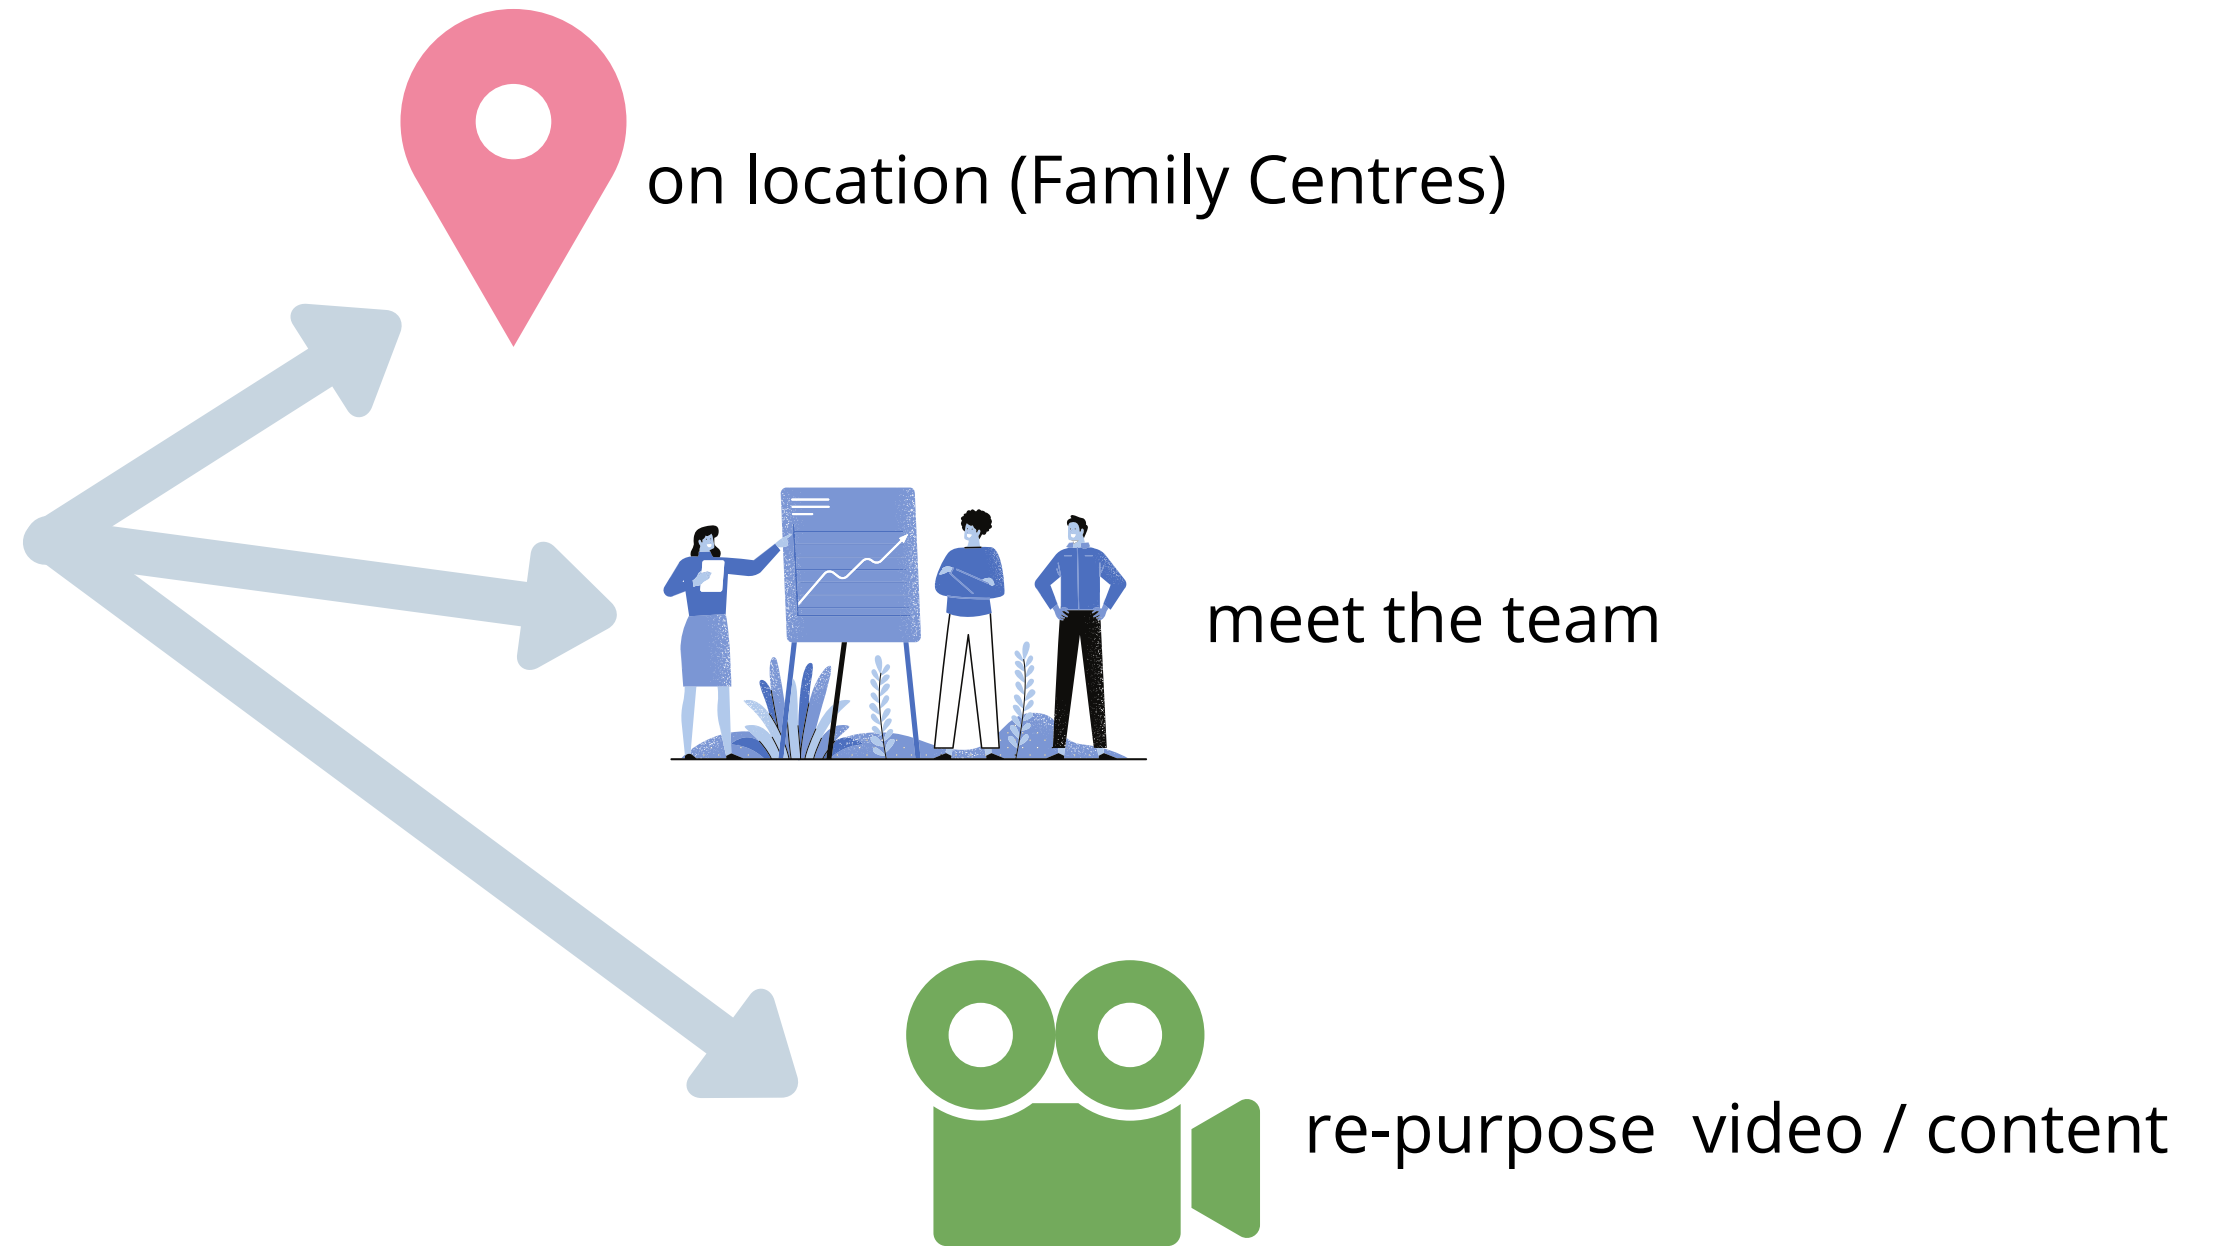 on location (Family Centres)
meet the team
re-purpose  video / content